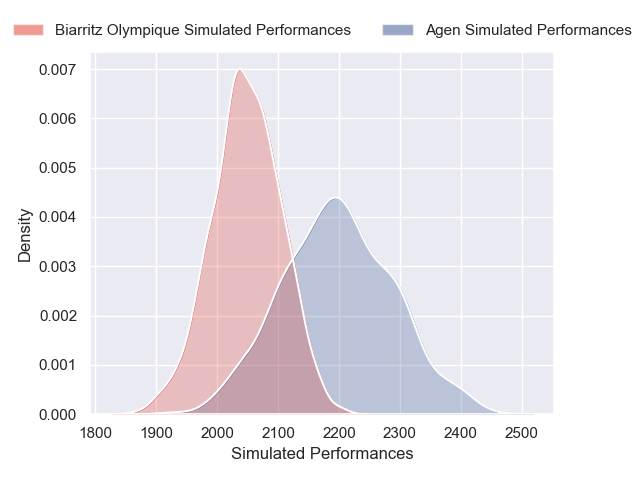 Biarritz Olympique Simulated Performances Agen Simulated Performances
0.007
0.006
0.005
0.004
0.003
0.002
0.001
0.000
Density
1800 1900 2000 2100 2200 2300 2400 2500
Simulated Performances